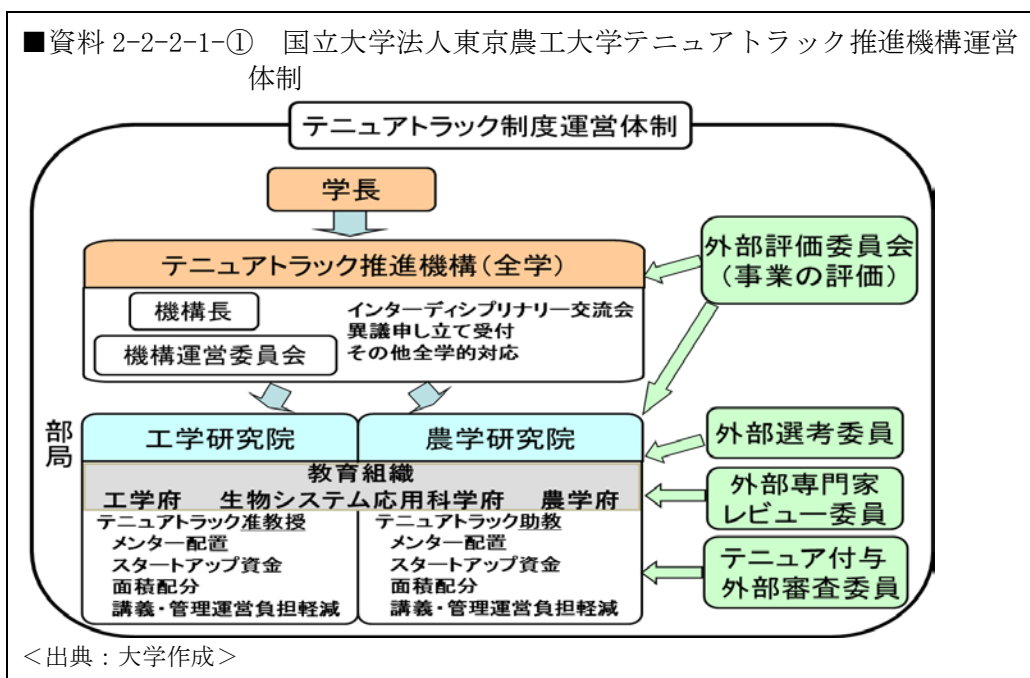 ■資料 2-2-2-1-① 国立大学法人東京農工大学テニュアトラック推進機構運営
体制
テニュアトラック制度運営体制
学長
テニュアトラック推進機構(全学)
機構長
機構運営委員会
インターディシプリナリー交流会
異議申し立て受付
その他全学的対応
外部評価委員会
(事業の評価)
部局
工学研究院
農学研究院
教育組織
工学府 生物システム応用科学府 農学府
テニュアトラック准教授
メンター配置
スタートアップ資金
面積配分
講義・管理運営負担軽減
テニュアトラック助教
メンター配置
スタートアップ資金
面積配分
講義・管理運営負担軽減
外部選考委員
外部専門家
レビュー委員
テニュア付与
外部審査委員
<出典:大学作成>